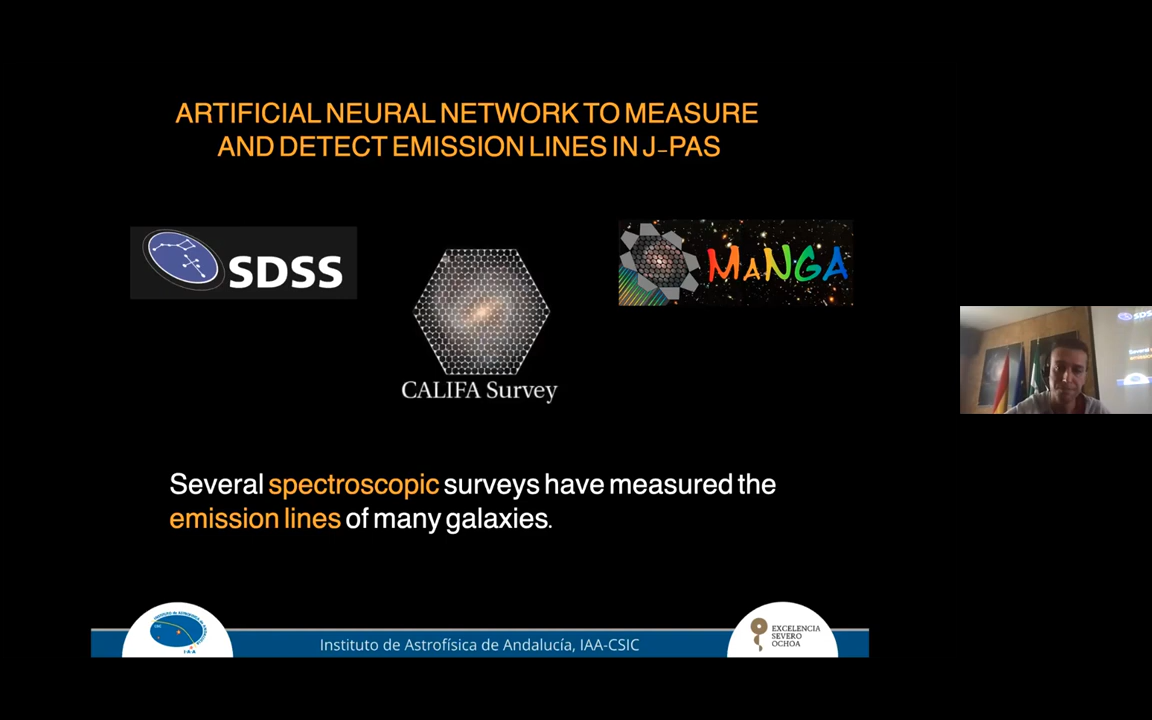 ARTIFICIAL NEURAL NETWORK TO MEASURE
AND DETECT EMISSION LINES IN J-PAS
SDSS
MaNGA
CALIFA Survey
Several spectroscopic surveys have measured the
emission lines of many galaxies.
Instituto de Astrofísica de Andalucía, IAA-CSIC
EXCELENCIA
SEVERO
OCHOA